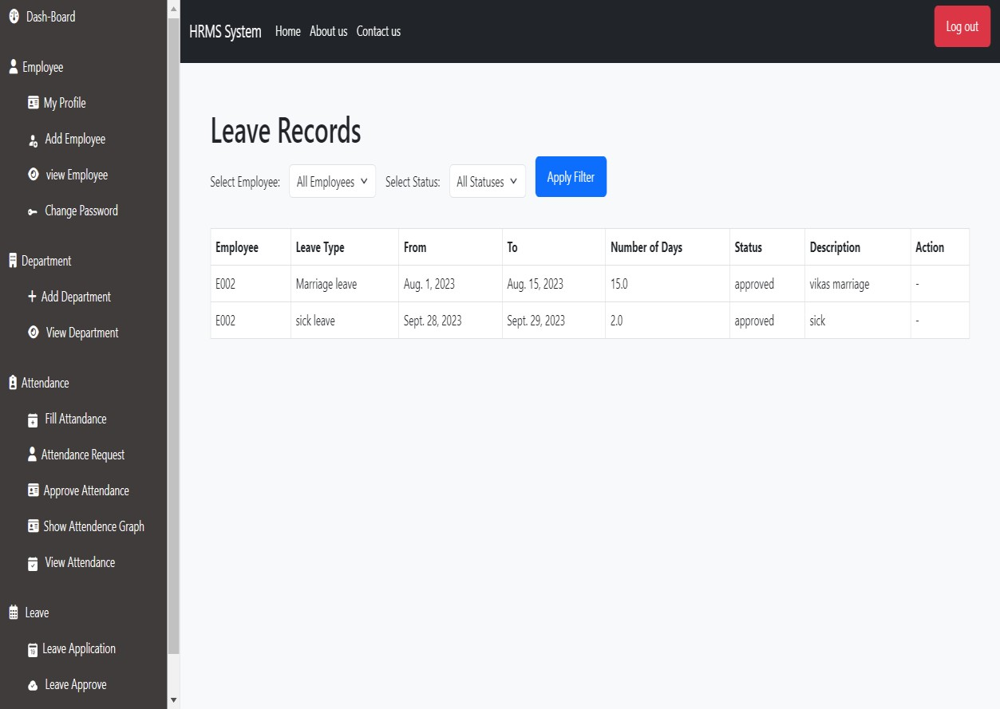 Dash-Board
Employee
My Profile
Add Employee
view Employee
Change Password
Department
Add Department
View Department
Attendance
Fill Attandance
Attendance Request
Approve Attendance
Show Attendence Graph
View Attendance
Leave
Leave Application
Leave Approve
HRMS System Home About us Contact us Log out
Leave Records
Select Employee: All Employees Select Status: All Statuses Apply Filter
Employee Leave Type From To Number of Days Status Description Action
E002 Marriage leave Aug. 1, 2023 Aug. 15, 2023 15.0 approved vikas marriage -
E002 sick leave Sept. 28, 2023 Sept. 29, 2023 2.0 approved sick -